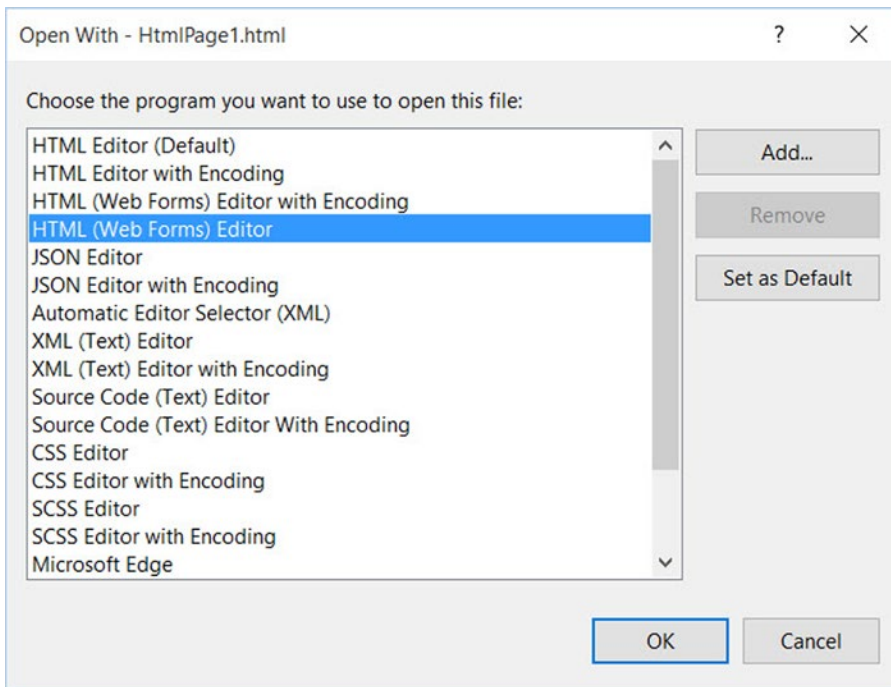 Open With - HtmlPage1.html
?
Choose the program you want to use to open this file:
HTML Editor (Default)
HTML Editor with Encoding
HTML (Web Forms) Editor with Encoding
HTML (Web Forms) Editor
JSON Editor
JSON Editor with Encoding
Automatic Editor Selector (XML)
XML (Text) Editor
XML (Text) Editor with Encoding
Source Code (Text) Editor
Source Code (Text) Editor With Encoding
CSS Editor
CSS Editor with Encoding
SCSS Editor
SCSS Editor with Encoding
Microsoft Edge
Add...
Remove
Set as Default
OK
Cancel